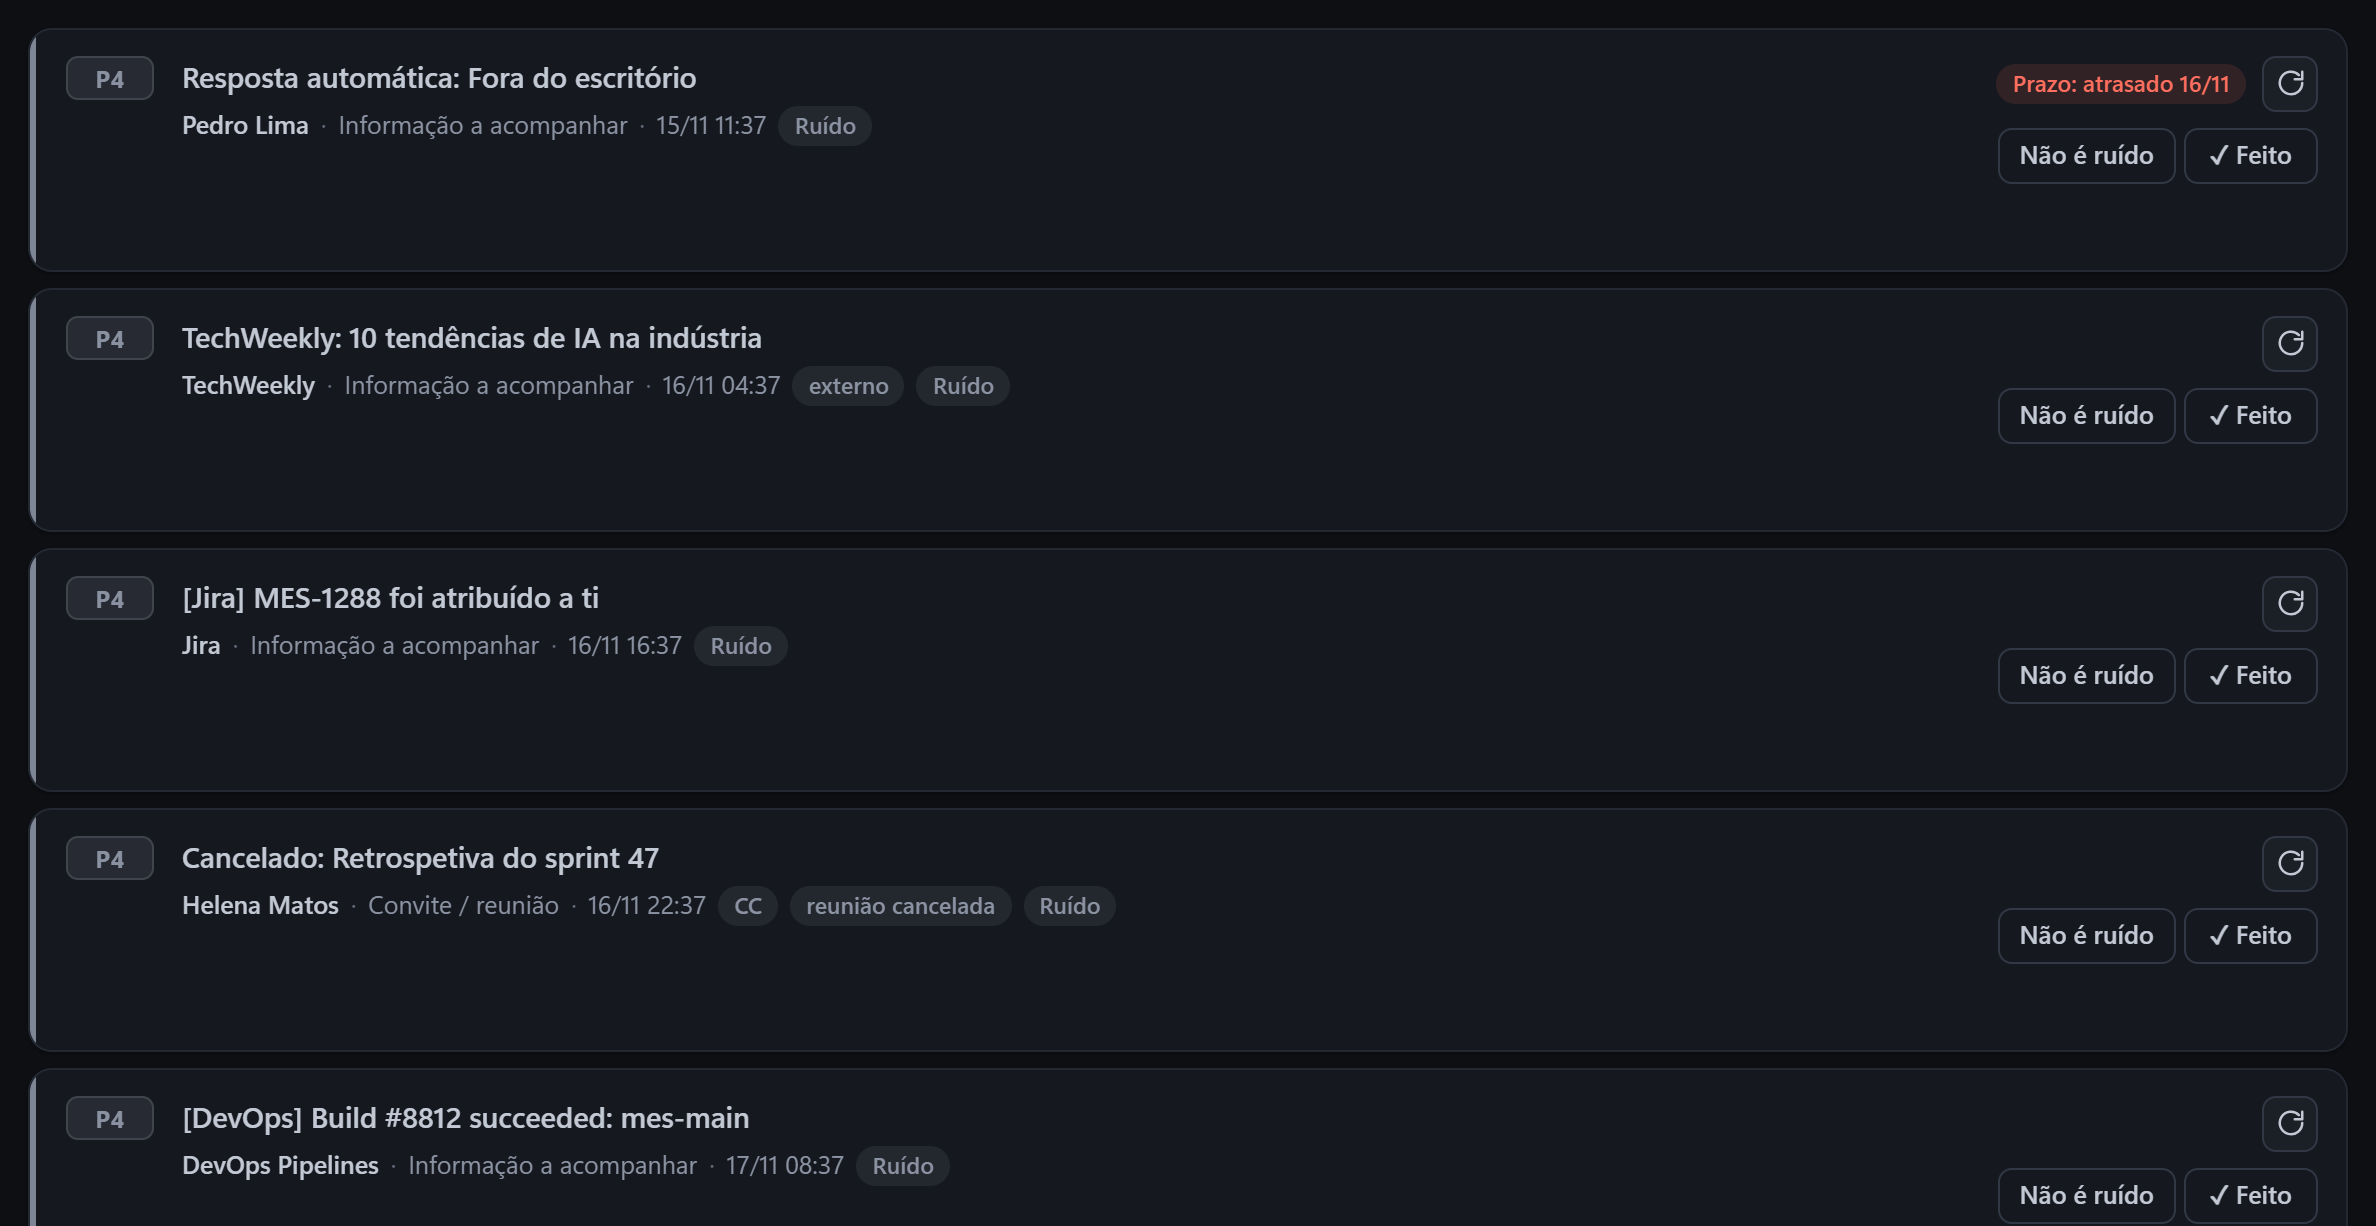 P4 Resposta automática: Fora do escritório Prazo: atrasado 16/11
Pedro Lima · Informação a acompanhar · 15/11 11:37 Ruído
Não é ruído ✓ Feito
P4 TechWeekly: 10 tendências de IA na indústria
TechWeekly · Informação a acompanhar · 16/11 04:37 externo Ruído
Não é ruído ✓ Feito
P4 [Jira] MES-1288 foi atribuído a ti
Jira · Informação a acompanhar · 16/11 16:37 Ruído
Não é ruído ✓ Feito
P4 Cancelado: Retrospetiva do sprint 47
Helena Matos · Convite / reunião · 16/11 22:37 CC reunião cancelada Ruído
Não é ruído ✓ Feito
P4 [DevOps] Build #8812 succeeded: mes-main
DevOps Pipelines · Informação a acompanhar · 17/11 08:37 Ruído
Não é ruído ✓ Feito